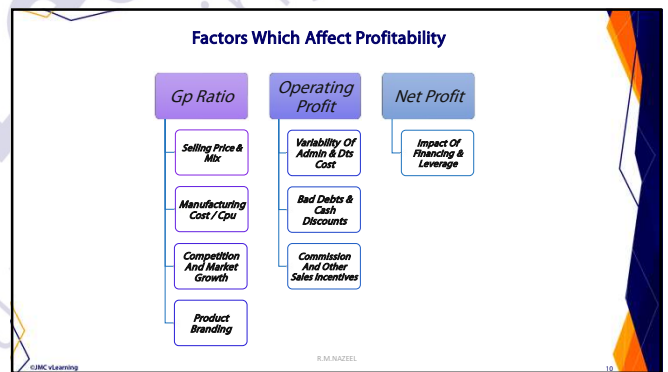 Factors Which Affect Profitability
Gp Ratio
Selling Price &
Mix
Manufacturing
Cost / Cpu
Competition
And Market
Growth
Product
Branding
Operating
Profit
Variability Of
Admin & Dts
Cost
Bad Debts &
Cash
Discounts
Commission
And Other
Sales Incentives
Net Profit
Impact Of
Financing &
Leverage
©JMC vLearning
R.M.NAZEEL
10